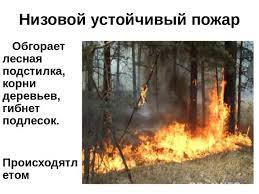 Низовой устойчивый пожар
Обгорает
лесная
подстилка,
корни
деревьев,
гибнет
подлесок.
Происходятл
етом